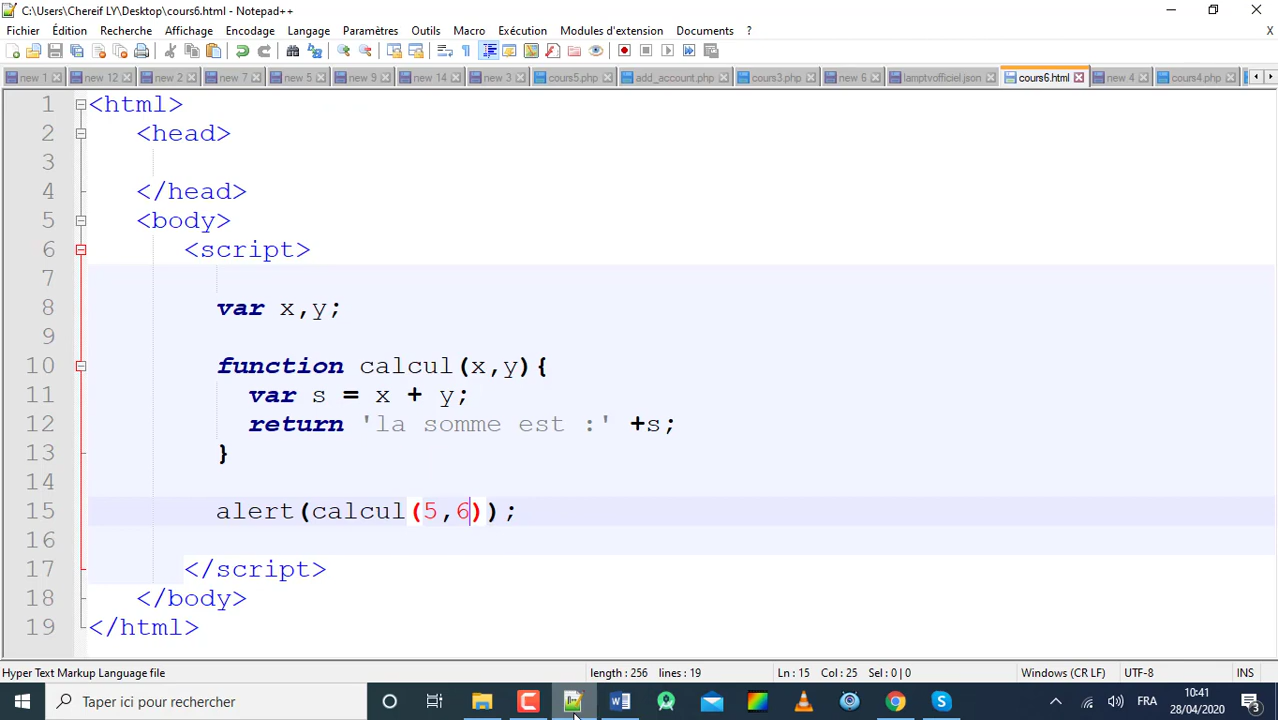 C:\Users\Chereif LY\Desktop\cours6.html - Notepad++
Fichier Édition Recherche Affichage Encodage Langage Paramètres Outils Macro Exécution Modules d'extension Documents ? X
new 1 new 12 new 2 new 7 new 5 new 9 new 14 new 3 cours5.php add_account.php cours3.php new 6 lamptvofficiel.json cours6.html new 4 cours4.php
1 <html>
2 <head>
3
4 </head>
5 <body>
6 <script>
7
8 var x,y;
9
10 function calcul(x,y){
11 var s = x + y;
12 return 'la somme est :' +s;
13 }
14
15 alert(calcul(5,6));
16
17 </script>
18 </body>
19 </html>
Hyper Text Markup Language file length : 256 lines : 19 Ln : 15 Col : 25 Sel : 0 | 0 Windows (CR LF) UTF-8 INS
Taper ici pour rechercher FRA 10:41
28/04/2020 3